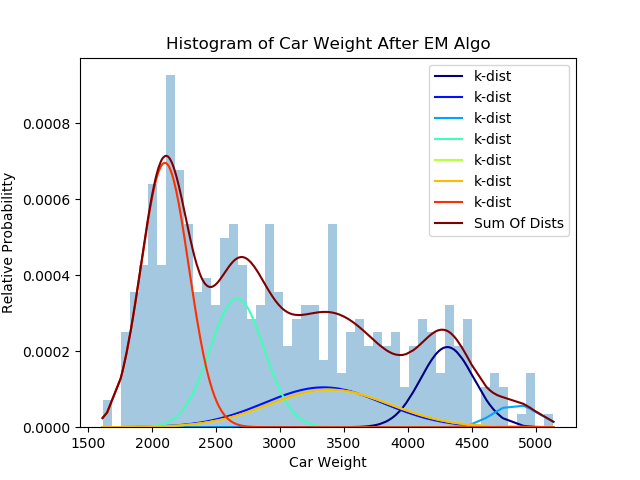 Histogram of Car Weight After EM Algo
k-dist
k-dist
k-dist
k-dist
k-dist
k-dist
k-dist
Sum Of Dists
0.0008
0.0006
0.0004
0.0002
0.0000
Relative Probabilitty
1500 2000 2500 3000 3500 4000 4500 5000
Car Weight